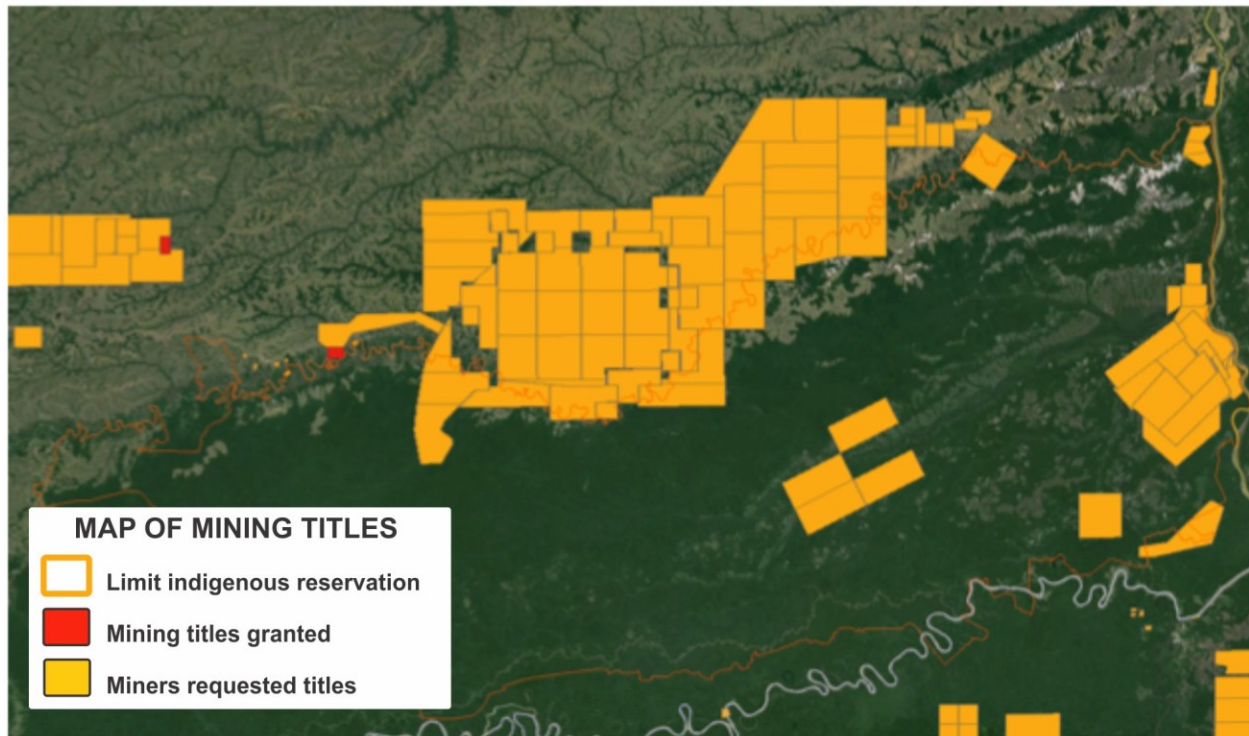 MAP OF MINING TITLES
Limit indigenous reservation
Mining titles granted
Miners requested titles